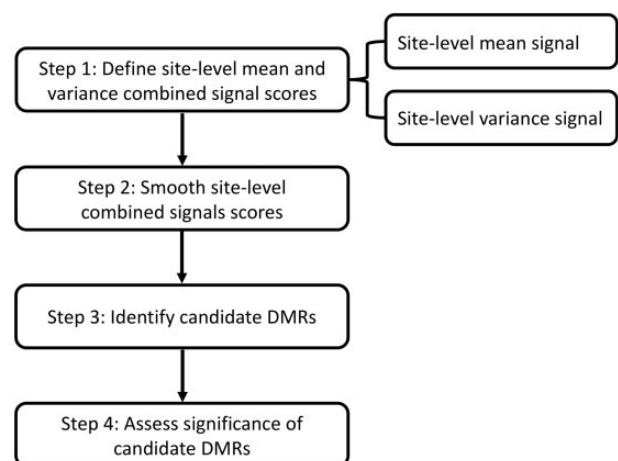 Step 1: Define site-level mean and
variance combined signal scores
Site-level mean signal
Site-level variance signal
Step 2: Smooth site-level
combined signals scores
Step 3: Identify candidate DMRs
Step 4: Assess significance of
candidate DMRs